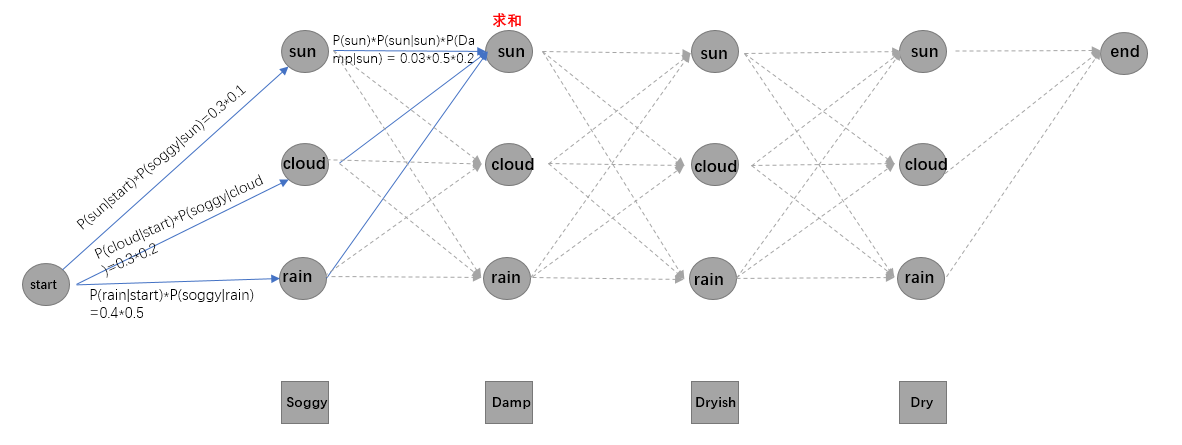 求和
sun
P(sun)*P(sun|sun)*P(Da
mp|sun) = 0.03*0.5*0.2
sun
sun
sun
end
P(sun|start)*P(soggy|sun)=0.3*0.1
cloud
cloud
cloud
cloud
P(cloud|start)*P(soggy|cloud
)=0.3*0.2
start
rain
rain
rain
rain
P(rain|start)*P(soggy|rain)
=0.4*0.5
Soggy
Damp
Dryish
Dry